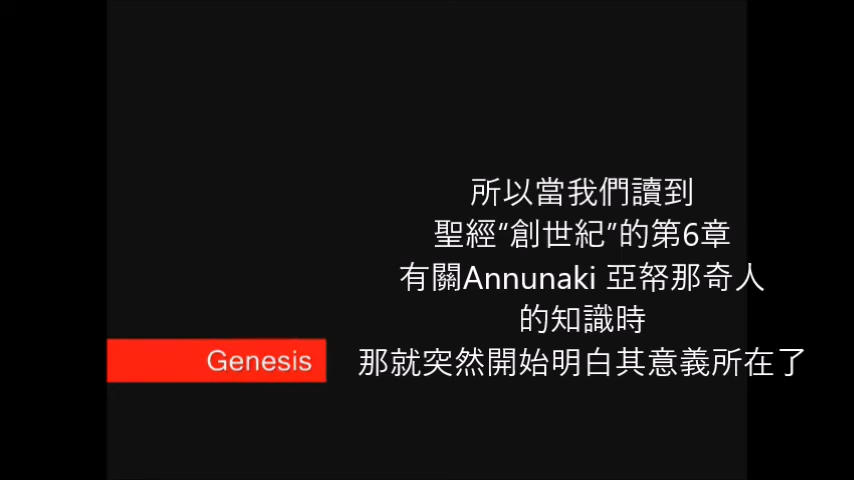 所以當我們讀到
聖經“創世紀”的第6章
有關Annunaki 亞努那奇人
的知識時
那就突然開始明白其意義所在了
Genesis